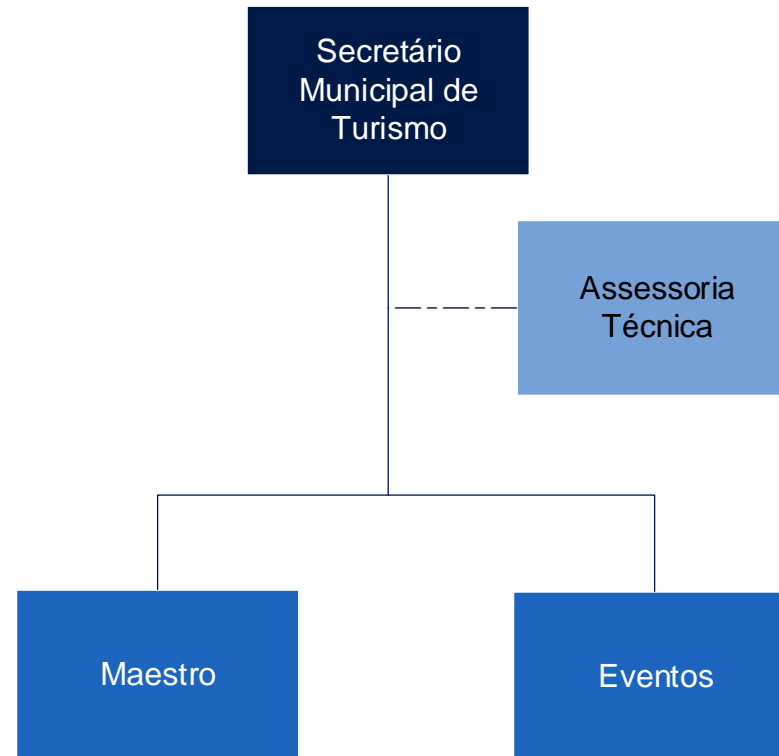 Secretário
Municipal de
Turismo
Assessoria
Técnica
Maestro
Eventos